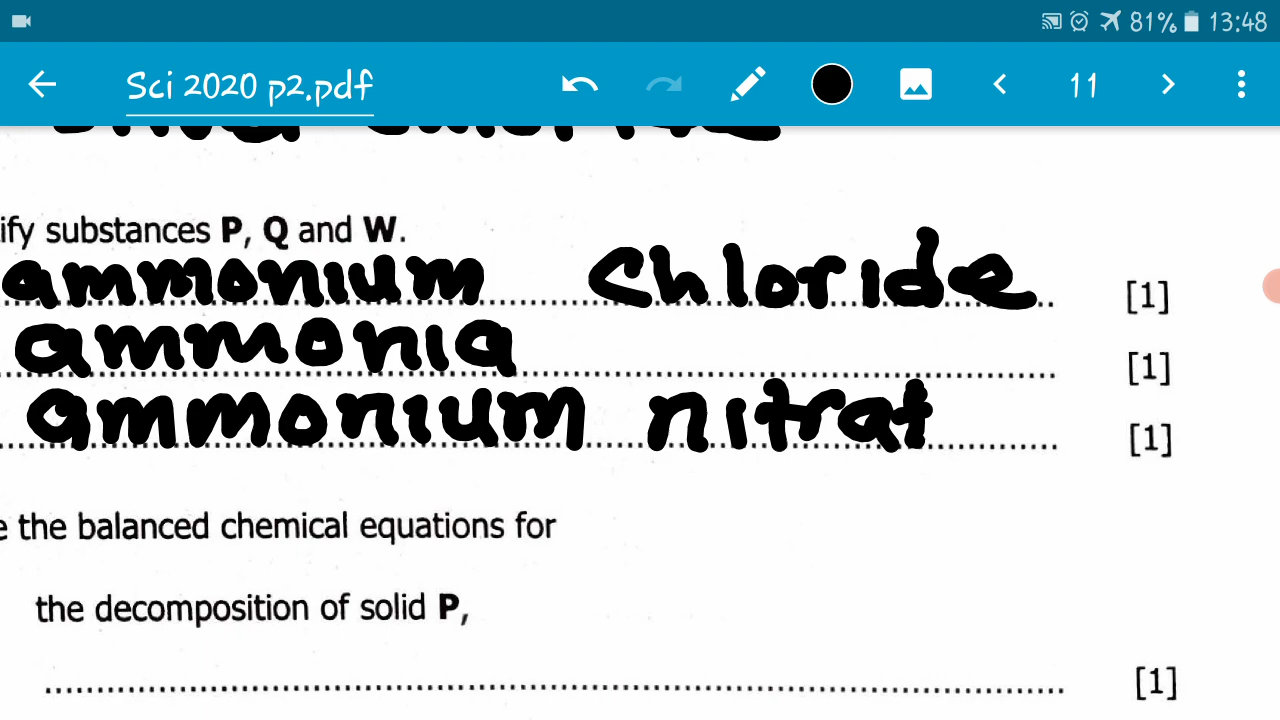 81% 13:48
Sci 2020 p2.pdf 11
ify substances P, Q and W.
ammonium Chloride [1]
ammonia [1]
ammonium nitrat [1]
e the balanced chemical equations for
the decomposition of solid P,
[1]